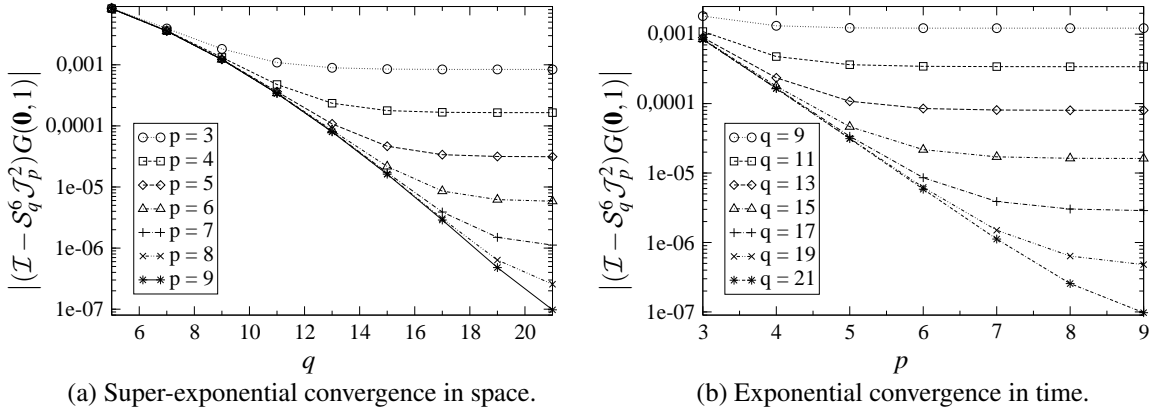 |(𝓘 − 𝓢_q^6 𝓙_p^2) G(𝟎, 1)|
0,001
0,0001
1e-05
1e-06
1e-07
p = 3
p = 4
p = 5
p = 6
p = 7
p = 8
p = 9
6 8 10 12 14 16 18 20
q
(a) Super-exponential convergence in space.
|(𝓘 − 𝓢_q^6 𝓙_p^2) G(𝟎, 1)|
0,001
0,0001
1e-05
1e-06
1e-07
q = 9
q = 11
q = 13
q = 15
q = 17
q = 19
q = 21
3 4 5 6 7 8 9
p
(b) Exponential convergence in time.